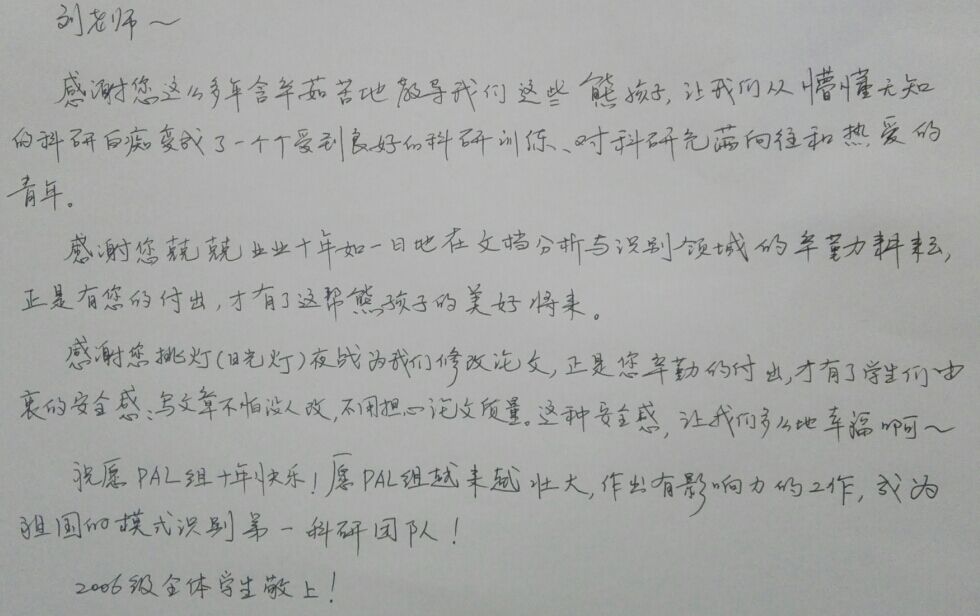 刘老师~
感谢您这么多年含辛茹苦地教导我们这些熊孩子,让我们从懵懂无知
的科研白痴变成了一个个受到良好的科研训练、对科研充满向往和热爱的
青年。
感谢您兢兢业业十年如一日地在文档分析与识别领域的辛勤耕耘,
正是有您的付出,才有了这帮熊孩子的美好将来。
感谢您挑灯(日光灯)夜战为我们修改论文,正是您辛勤的付出,才有了学生们由
衷的安全感:写文章不怕没人改,不用担心论文质量。这种安全感,让我们多么地幸福啊~
祝愿PAL组十年快乐!愿PAL组越来越壮大,作出有影响力的工作,成为
祖国的模式识别第一科研团队!
2006级全体学生敬上!